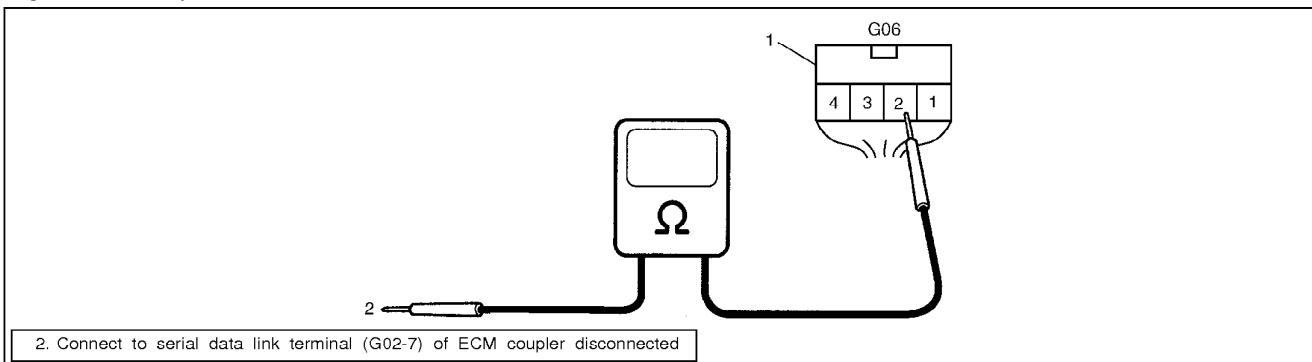 G06
1
4 3 2 1
Ω
2
2. Connect to serial data link terminal (G02-7) of ECM coupler disconnected